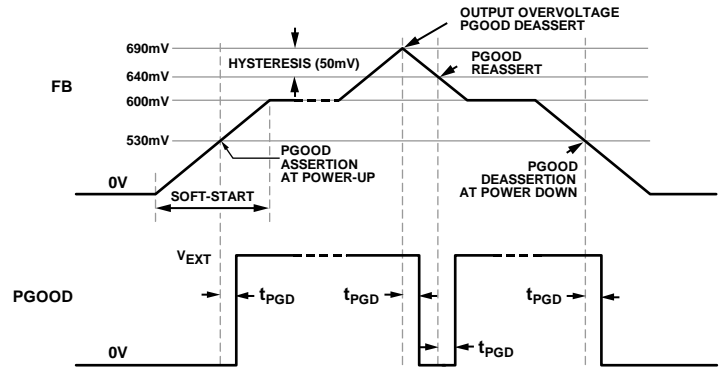 OUTPUT OVERVOLTAGE
PGOOD DEASSERT
690mV
HYSTERESIS (50mV)
PGOOD
REASSERT
640mV
FB
600mV
530mV
PGOOD
ASSERTION
AT POWER-UP
PGOOD
DEASSERTION
AT POWER DOWN
0V
SOFT-START
VEXT
PGOOD
tPGD
tPGD
tPGD
tPGD
0V